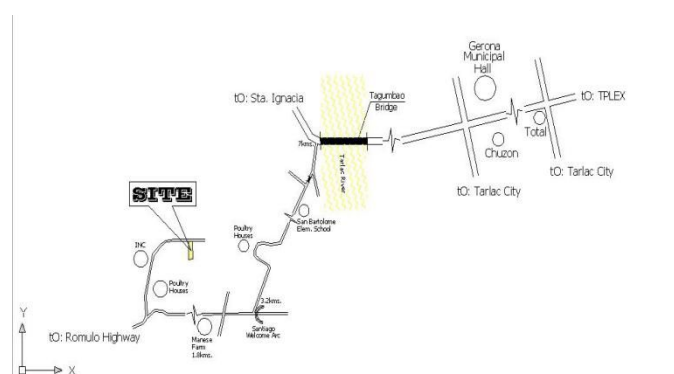 Gerona
Municipal
Hall
tO: TPLEX
tO: Sta. Ignacia
Tagumbao
Bridge
Total
Chuzon
7kms.
Tarlac River
tO: Tarlac City
tO: Tarlac City
SITE
San Bartolome
Elem. School
Poultry
Houses
INC
Poultry
Houses
3.2kms.
tO: Romulo Highway
Manese
Farm
1.8kms.
Santiago
Welcome Arc
Y
X